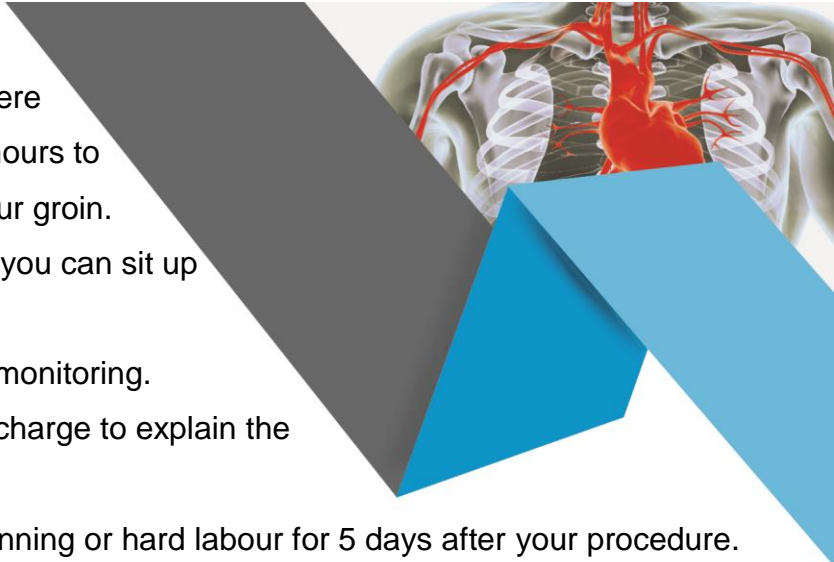 ere
hours to
ur groin.
you can sit up
monitoring.
charge to explain the
nning or hard labour for 5 days after your procedure.